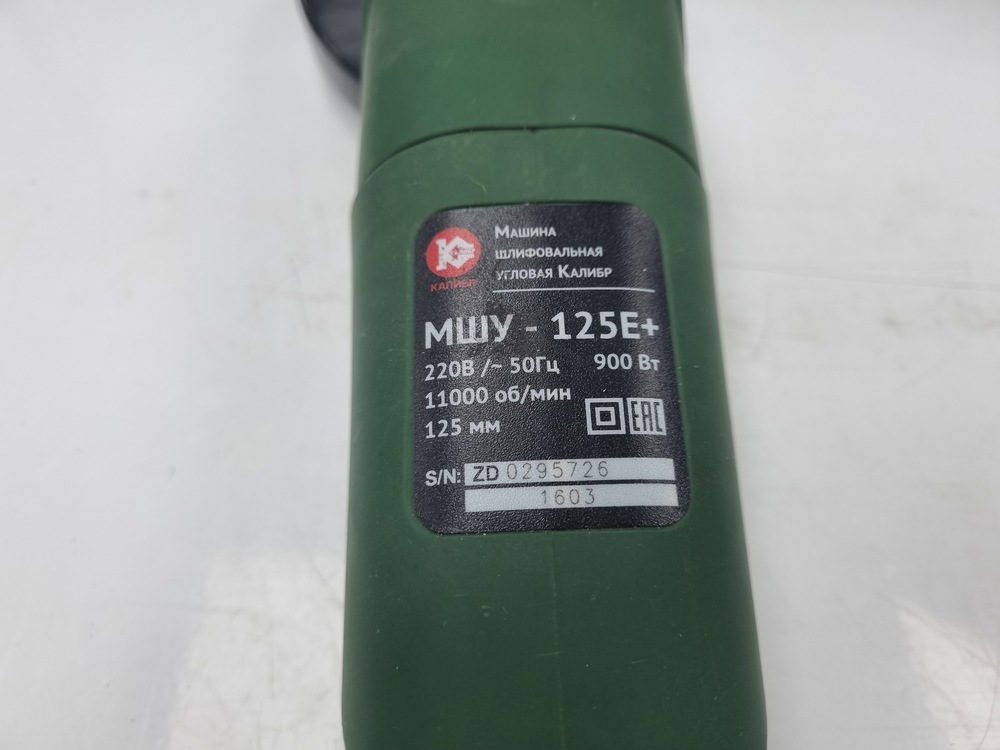 КАЛИБР
Машина
шлифовальная
угловая Калибр
МШУ - 125Е+
220В /~ 50Гц 900 Вт
11000 об/мин
125 мм
EAC
S/N: ZD 0295726
1603